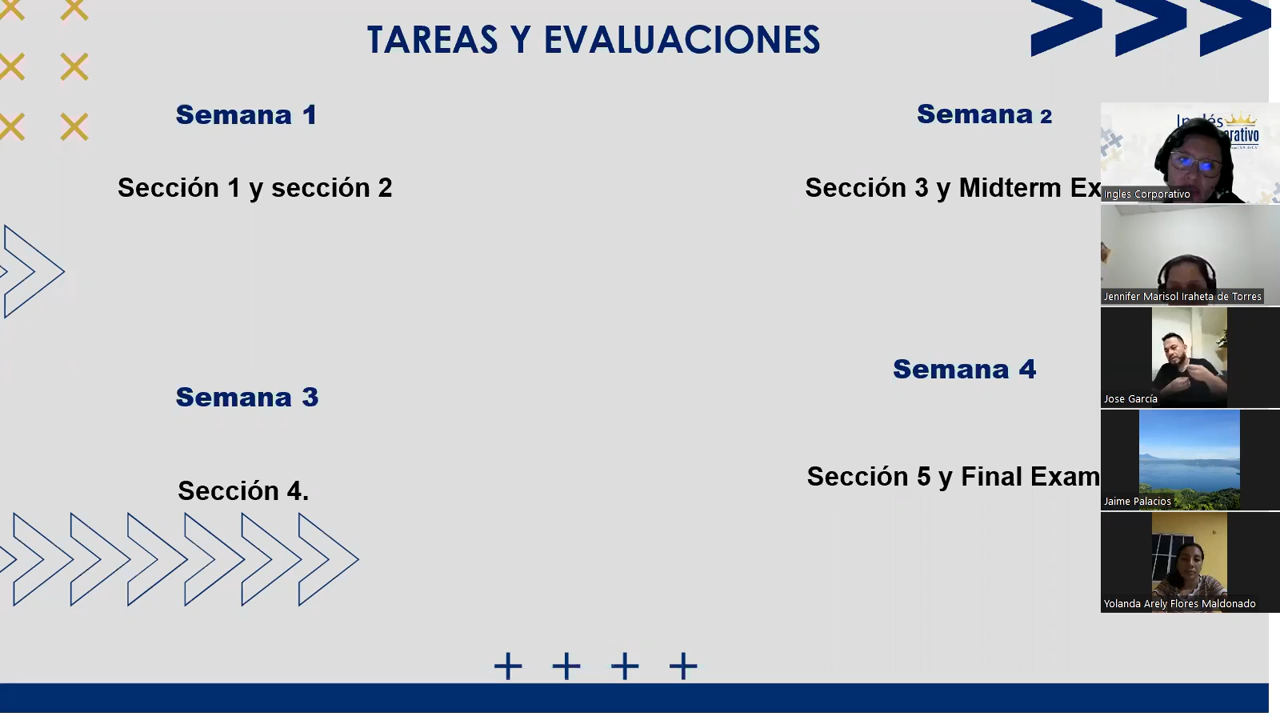 TAREAS Y EVALUACIONES
Semana 1
Semana 2
Sección 1 y sección 2
Sección 3 y Midterm Ex
Inglés
Ingles Corporativo
Jennifer Marisol Iraheta de Torres
Semana 4
Semana 3
Jose García
Sección 5 y Final Exam
Sección 4.
Jaime Palacios
Yolanda Arely Flores Maldonado